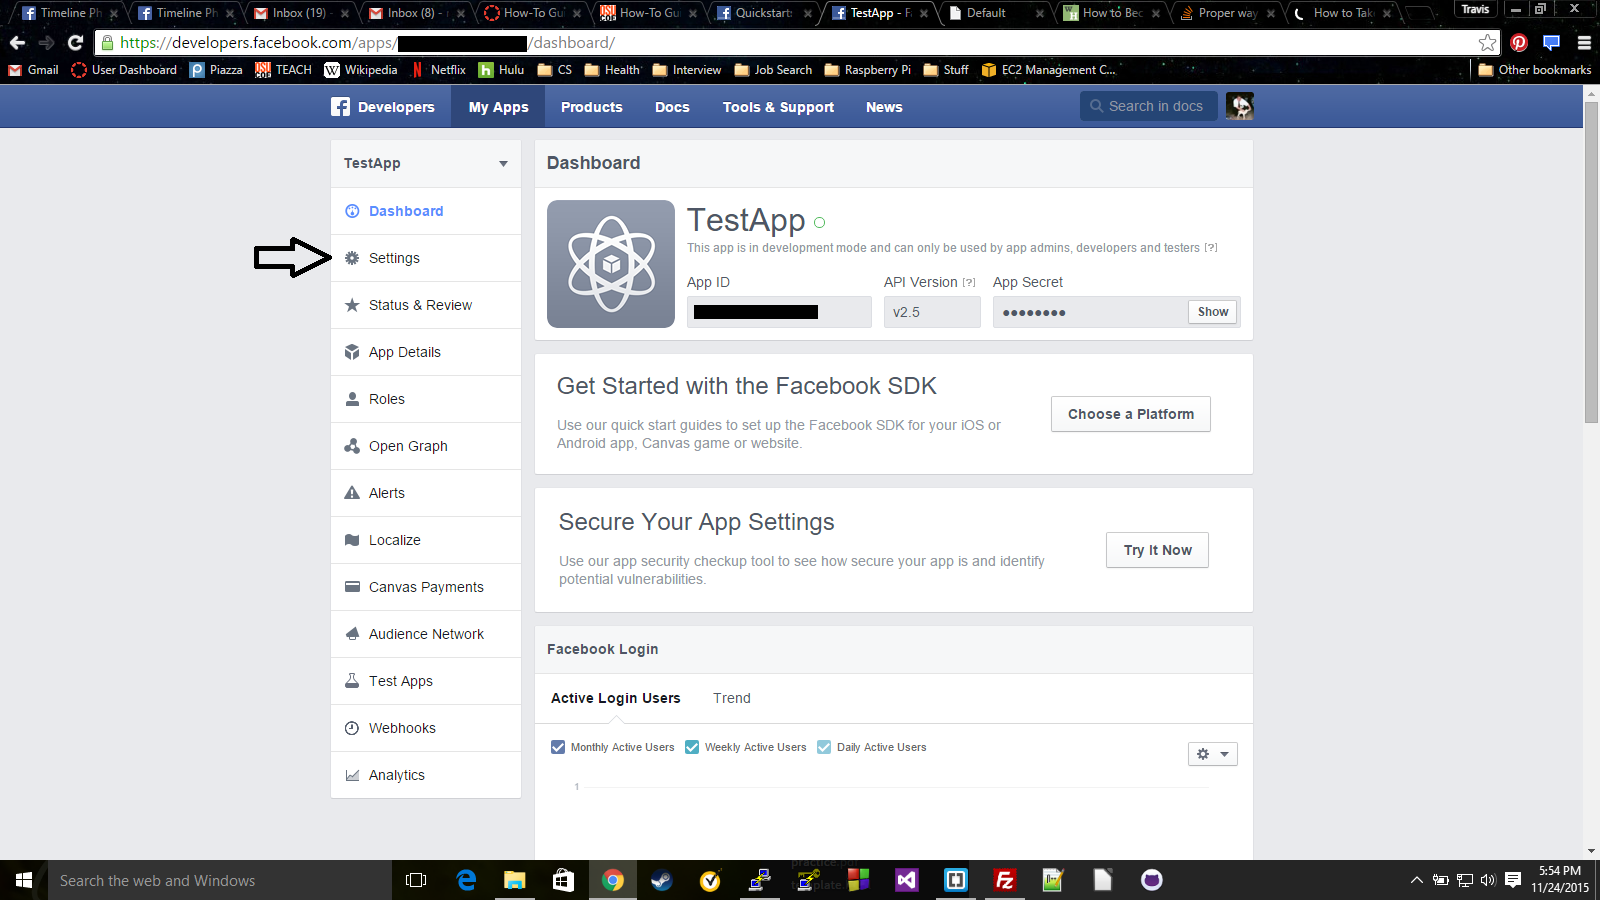 Timeline Ph
Timeline Ph
Inbox (19) -
Inbox (8) - r
How-To Gui
How-To Gui
Quickstart:
TestApp - Fa
Default
How to Bec
Proper way
How to Take
Travis
https://developers.facebook.com/apps/ /dashboard/
Gmail
User Dashboard
Piazza
TEACH
Wikipedia
Netflix
Hulu
CS
Health
Interview
Job Search
Raspberry Pi
Stuff
EC2 Management C...
Other bookmarks
Developers
My Apps
Products
Docs
Tools & Support
News
Search in docs
TestApp
Dashboard
Settings
Status & Review
App Details
Roles
Open Graph
Alerts
Localize
Canvas Payments
Audience Network
Test Apps
Webhooks
Analytics
Dashboard
TestApp
This app is in development mode and can only be used by app admins, developers and testers [?]
App ID
API Version [?]
App Secret
v2.5
●●●●●●●●
Show
Get Started with the Facebook SDK
Use our quick start guides to set up the Facebook SDK for your iOS or
Android app, Canvas game or website.
Choose a Platform
Secure Your App Settings
Use our app security checkup tool to see how secure your app is and identify
potential vulnerabilities.
Try It Now
Facebook Login
Active Login Users
Trend
Monthly Active Users
Weekly Active Users
Daily Active Users
1
Search the web and Windows
5:54 PM
11/24/2015